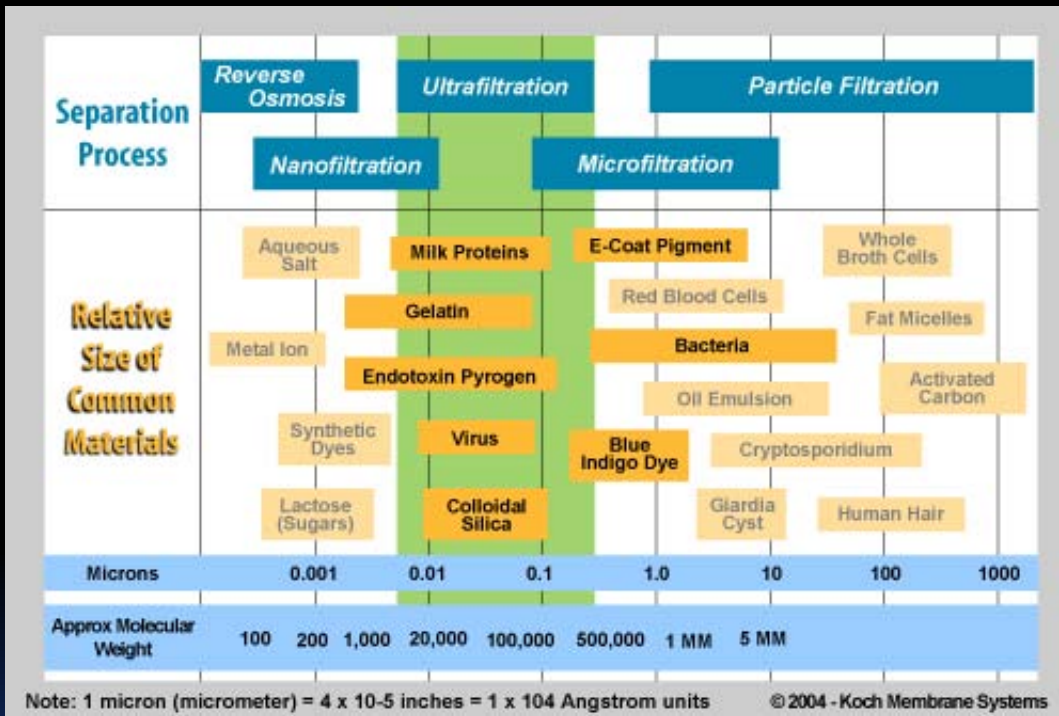 Separation
Process
Reverse
Osmosis
Ultrafiltration
Particle Filtration
Nanofiltration
Microfiltration
Relative
Size of
Common
Materials
Aqueous
Salt
Milk Proteins
E-Coat Pigment
Whole
Broth Cells
Red Blood Cells
Gelatin
Fat Micelles
Metal Ion
Bacteria
Endotoxin Pyrogen
Activated
Carbon
Oil Emulsion
Synthetic
Dyes
Virus
Blue
Indigo Dye
Cryptosporidium
Lactose
(Sugars)
Colloidal
Silica
Giardia
Cyst
Human Hair
Microns 0.001 0.01 0.1 1.0 10 100 1000
Approx Molecular
Weight
100 200 1,000 20,000 100,000 500,000 1 MM 5 MM
Note: 1 micron (micrometer) = 4 x 10-5 inches = 1 x 104 Angstrom units © 2004 - Koch Membrane Systems